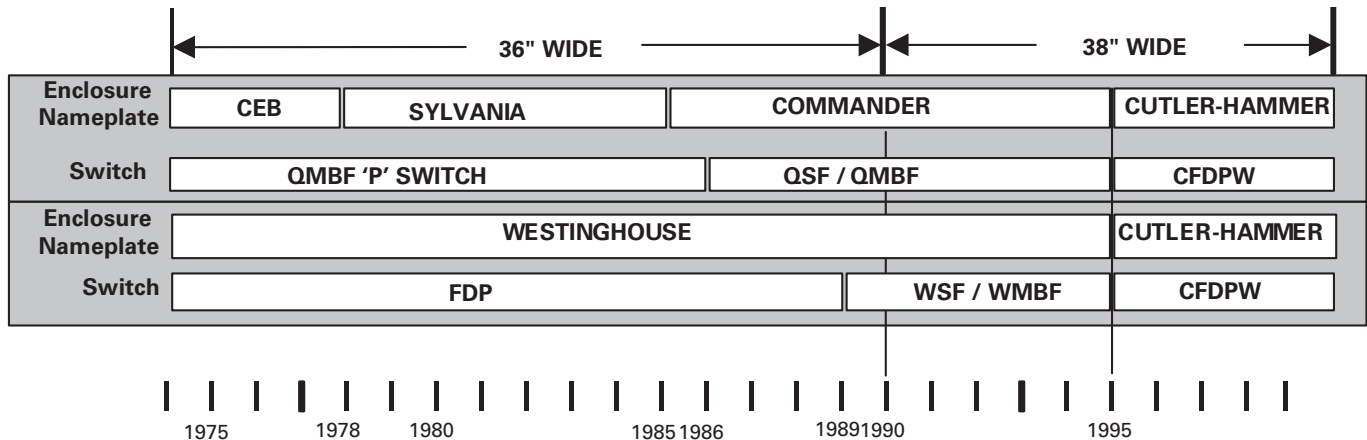 36" WIDE 38" WIDE
Enclosure
Nameplate
CEB SYLVANIA COMMANDER CUTLER-HAMMER
Switch QMBF ‘P’ SWITCH QSF / QMBF CFDPW
Enclosure
Nameplate
WESTINGHOUSE CUTLER-HAMMER
Switch FDP WSF / WMBF CFDPW
1975 1978 1980 1985 1986 1989 1990 1995